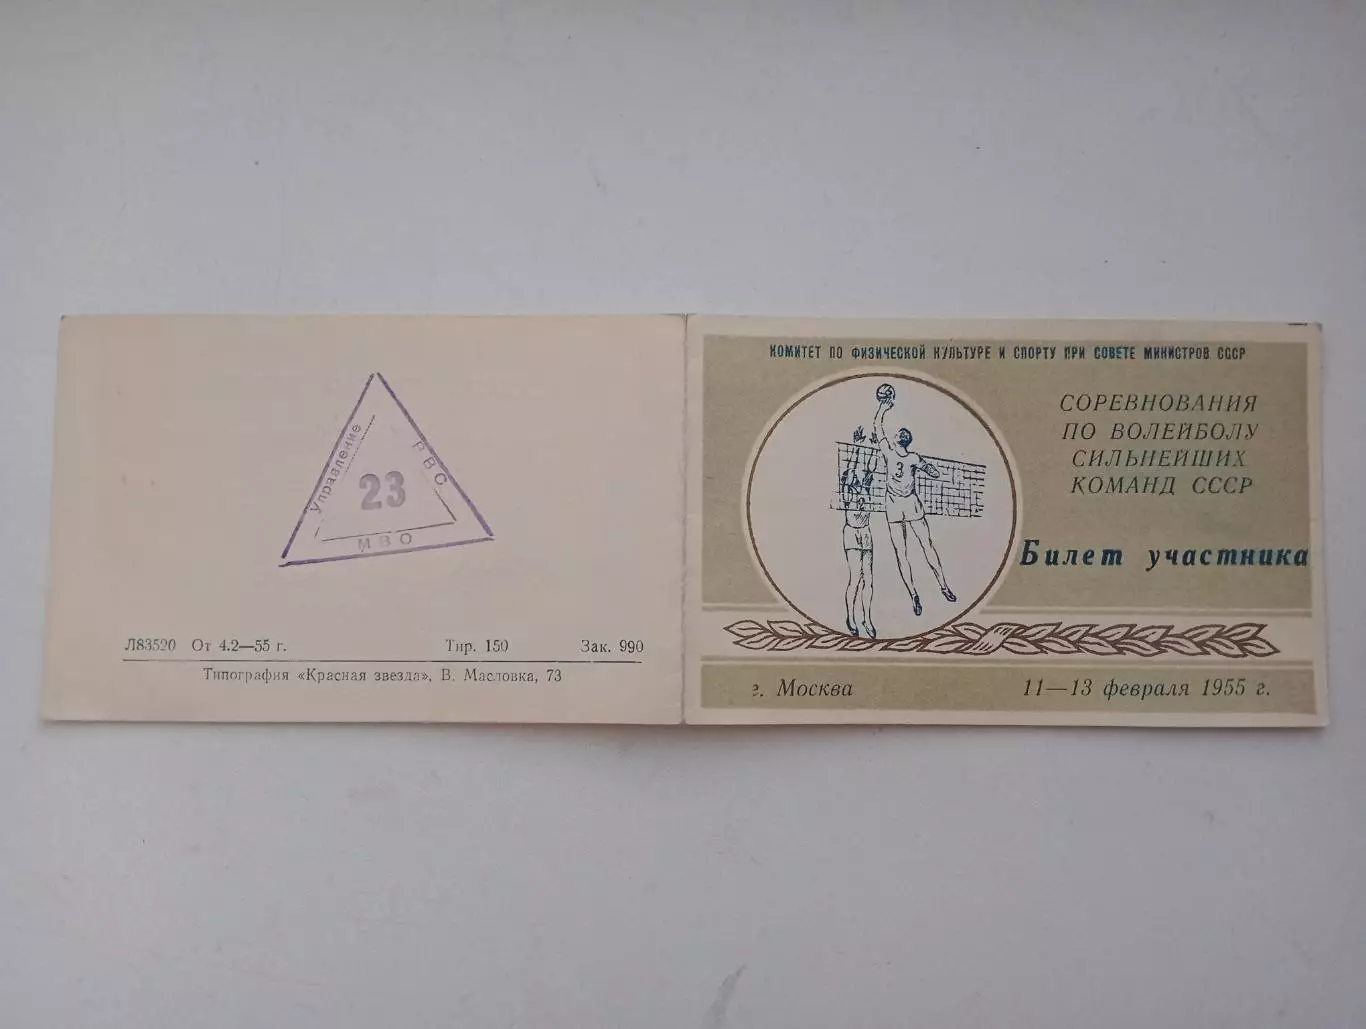 Управление
РВС
23
МВО
Л83520 От 4.2—55 г. Тир. 150 Зак. 990
Типография «Красная звезда», В. Масловка, 73
КОМИТЕТ ПО ФИЗИЧЕСКОЙ КУЛЬТУРЕ И СПОРТУ ПРИ СОВЕТЕ МИНИСТРОВ СССР
СОРЕВНОВАНИЯ
ПО ВОЛЕЙБОЛУ
СИЛЬНЕЙШИХ
КОМАНД СССР
3
Билет участника
г. Москва 11—13 февраля 1955 г.